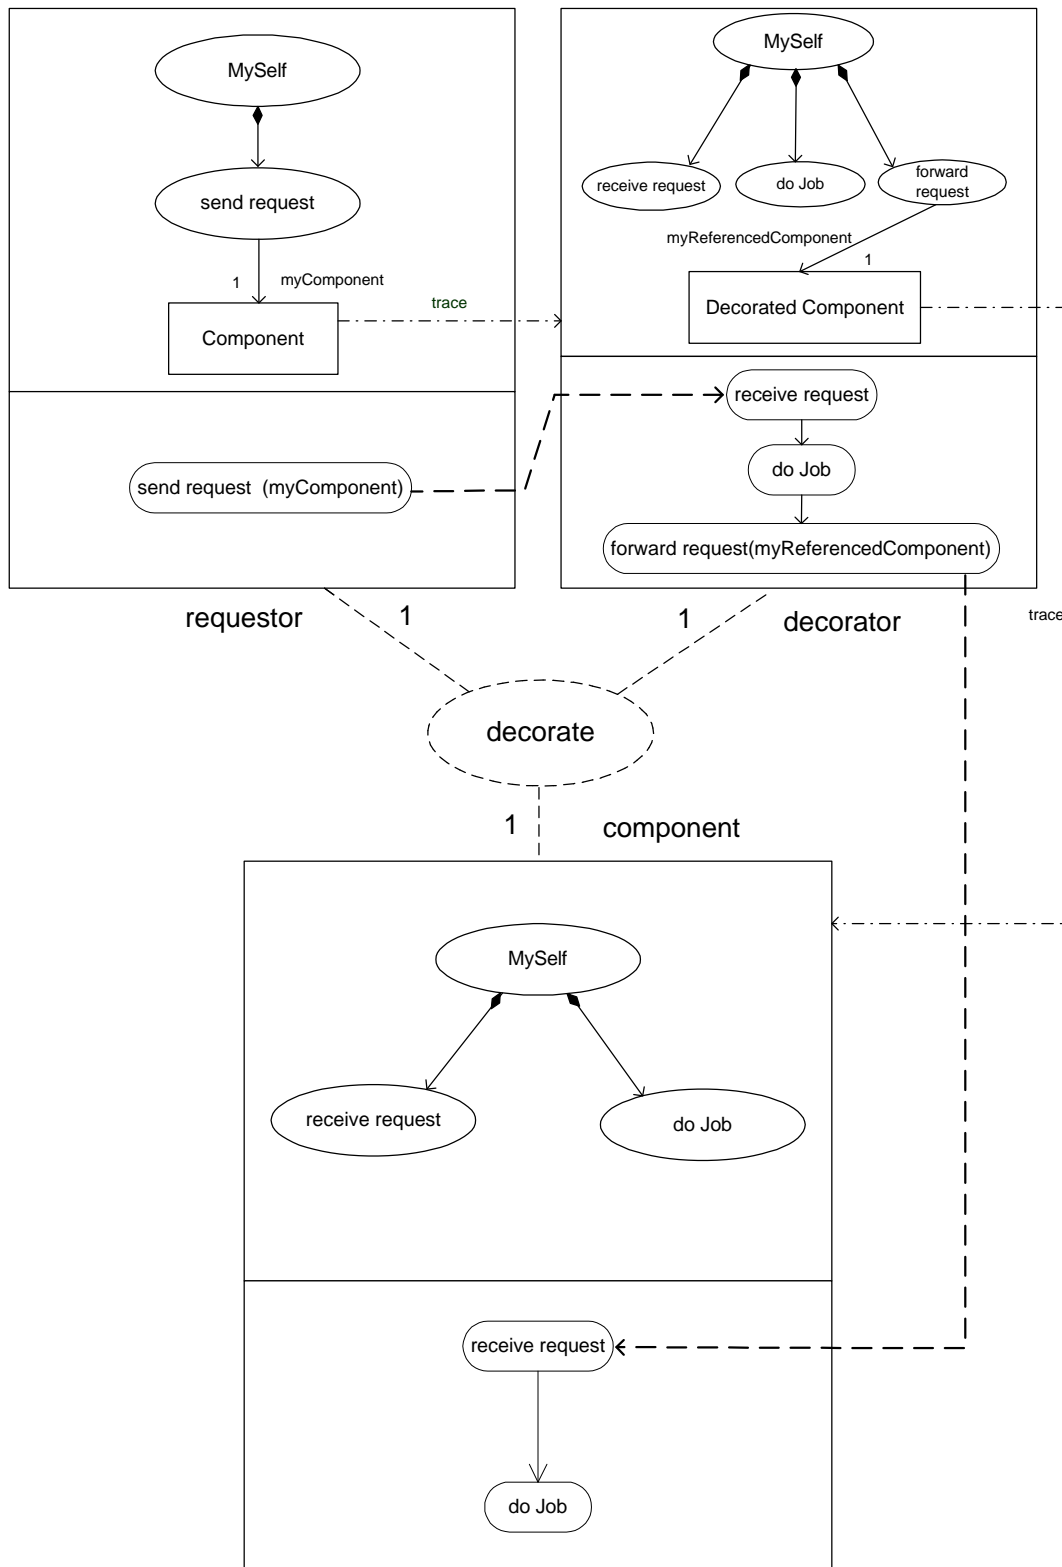 MySelf
send request
1
myComponent
Component
trace
send request (myComponent)
MySelf
receive request
do Job
forward
request
myReferencedComponent
1
Decorated Component
receive request
do Job
forward request(myReferencedComponent)
requestor
1
1
decorator
trace
decorate
1
component
MySelf
receive request
do Job
receive request
do Job